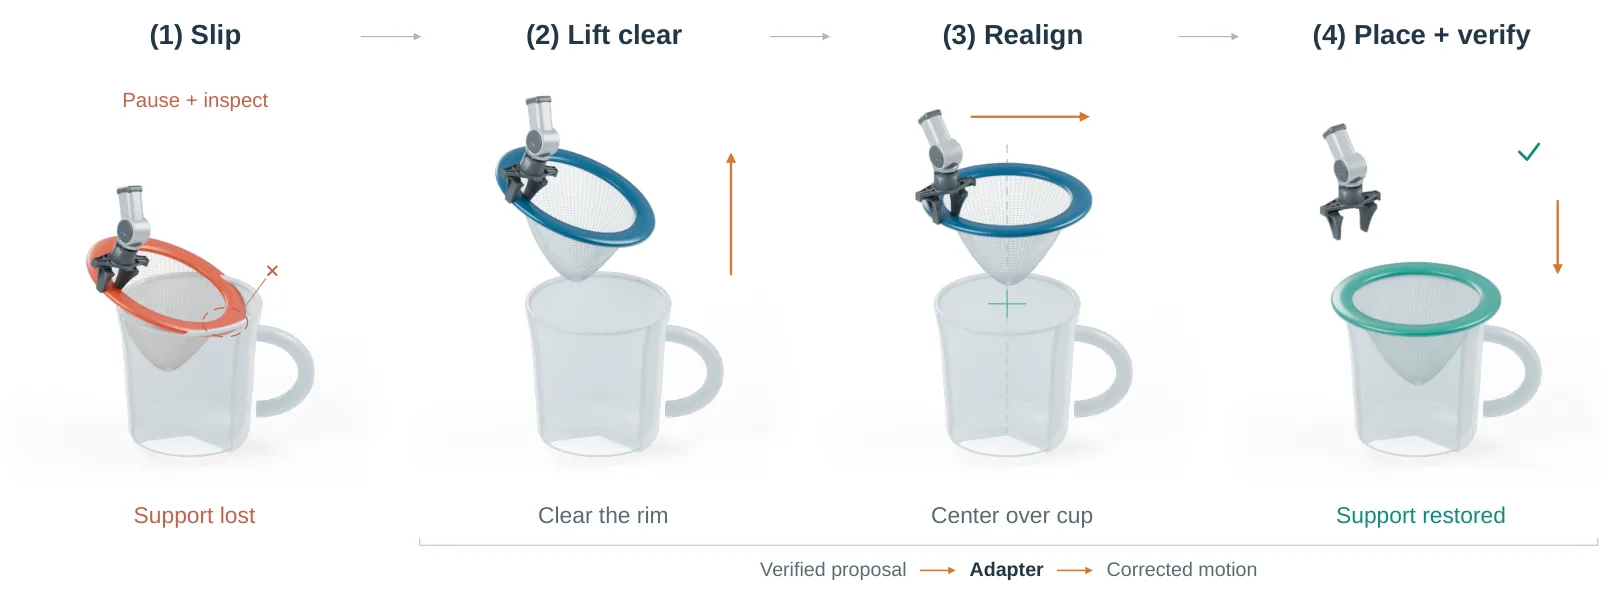 (1) Slip
(2) Lift clear
(3) Realign
(4) Place + verify
Pause + inspect
Support lost
Clear the rim
Center over cup
Support restored
Verified proposal
Adapter
Corrected motion